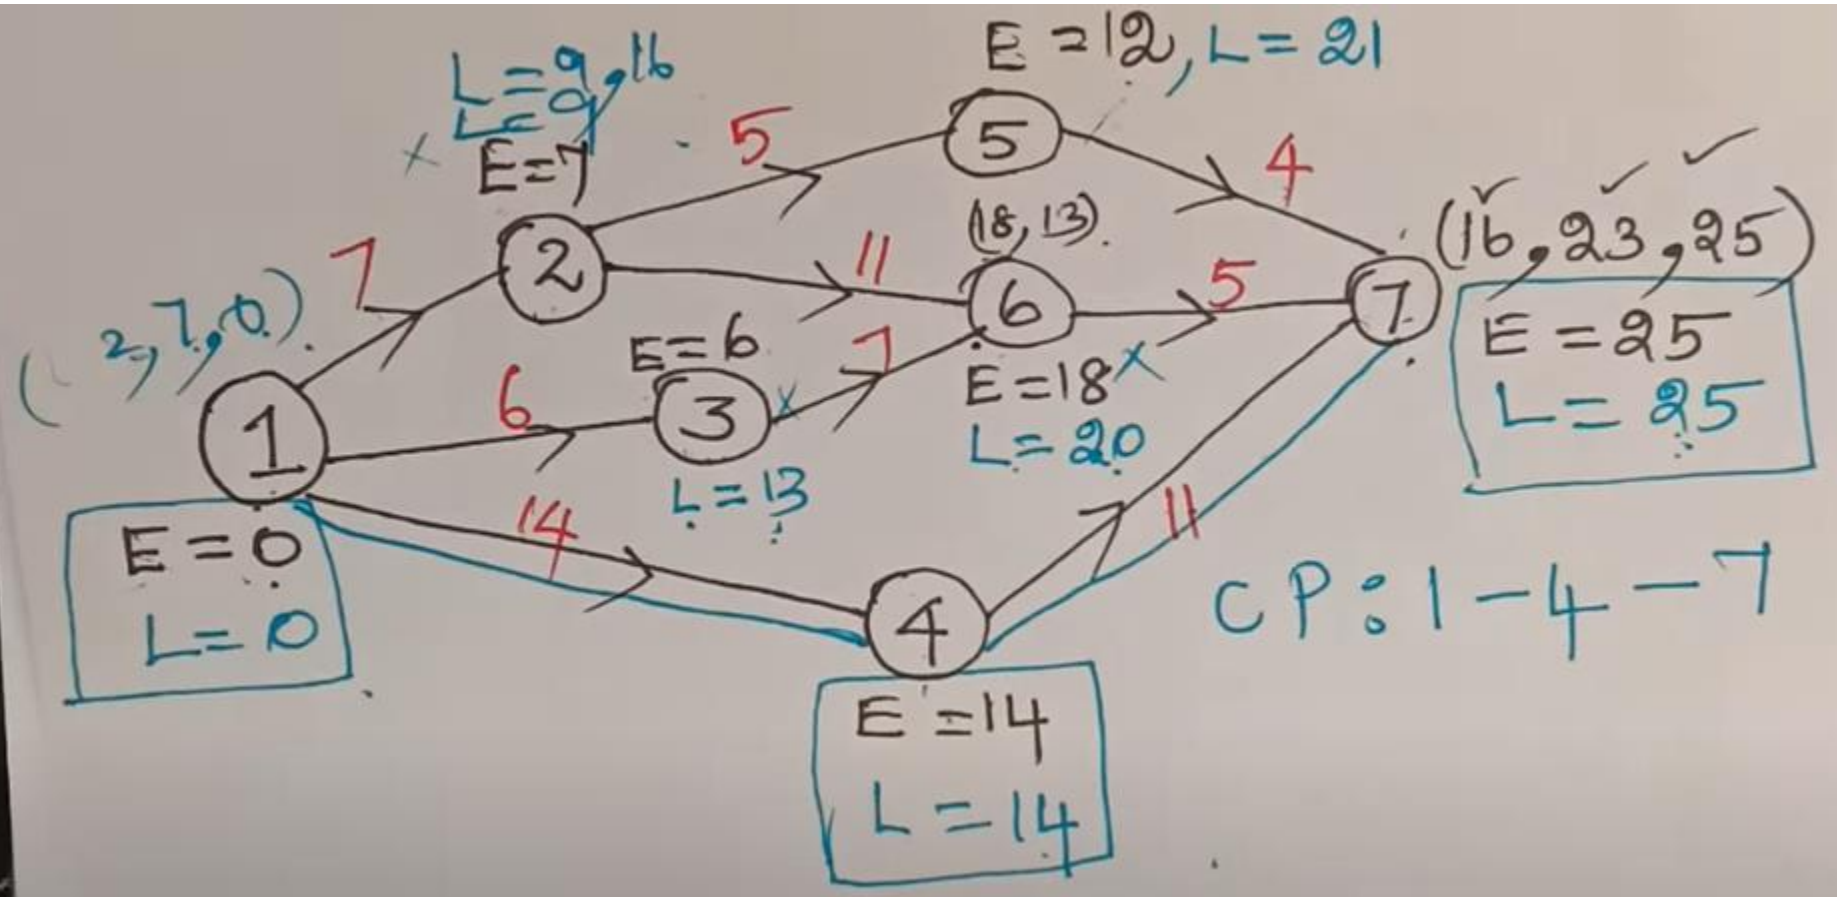 L = 9, 16
L = 9
E = 7
E = 12, L = 21
5
4
2
5
(18, 13).
(16, 23, 25)
7
11
5
6
7
E = 25
L = 25
(2, 7, 0).
E = 6
7
E = 18 x
L = 20
1
6
3
L = 13
E = 0
L = 0
14
11
4
CP: 1 - 4 - 7
E = 14
L = 14